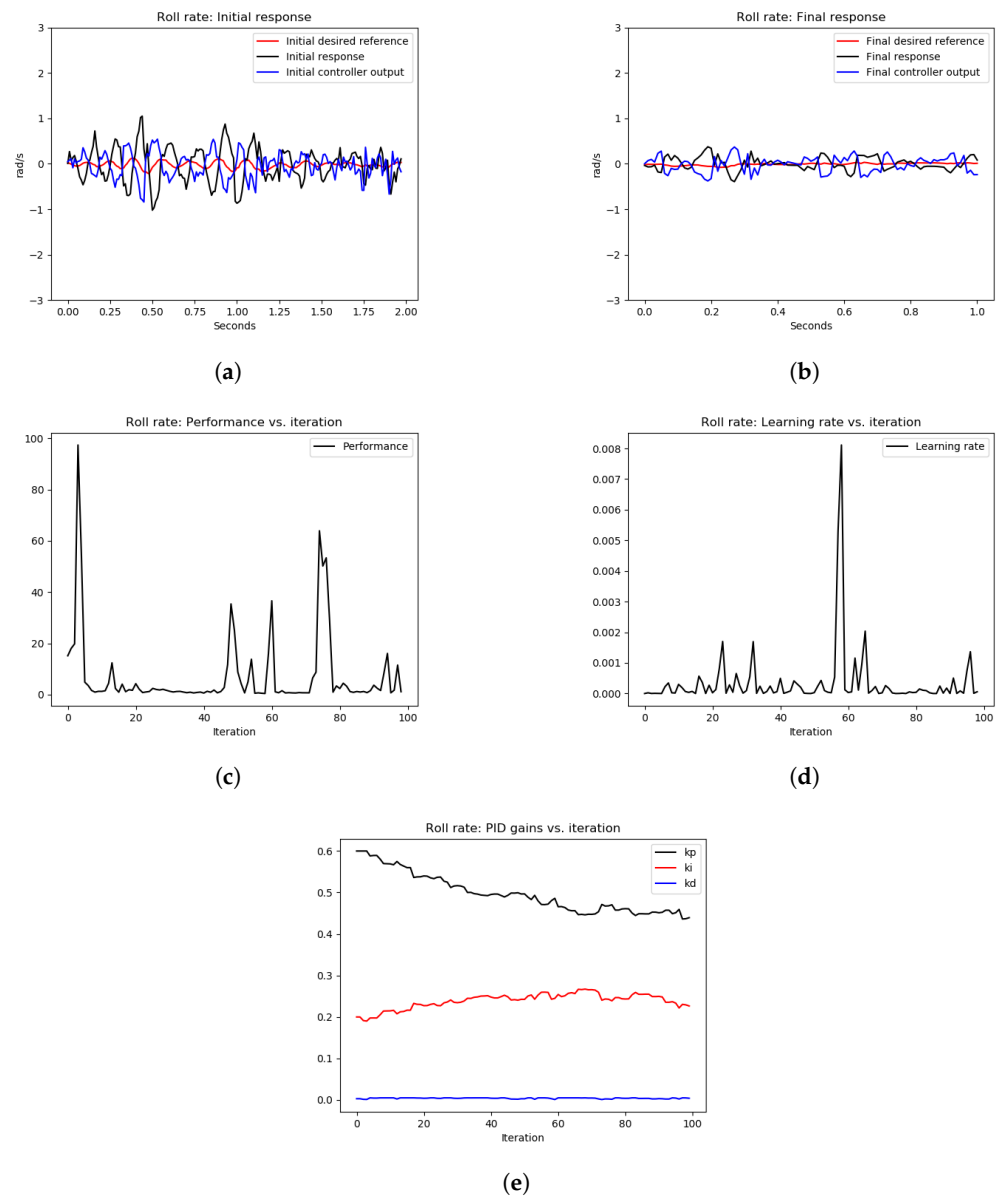 Roll rate: Initial response
Initial desired reference
Initial response
Initial controller output
rad/s
3
2
1
0
−1
−2
−3
0.00 0.25 0.50 0.75 1.00 1.25 1.50 1.75 2.00
Seconds
(a)
Roll rate: Final response
Final desired reference
Final response
Final controller output
rad/s
3
2
1
0
−1
−2
−3
0.0 0.2 0.4 0.6 0.8 1.0
Seconds
(b)
Roll rate: Performance vs. iteration
Performance
100
80
60
40
20
0
0 20 40 60 80 100
Iteration
(c)
Roll rate: Learning rate vs. iteration
Learning rate
0.008
0.007
0.006
0.005
0.004
0.003
0.002
0.001
0.000
0 20 40 60 80 100
Iteration
(d)
Roll rate: PID gains vs. iteration
kp
ki
kd
0.6
0.5
0.4
0.3
0.2
0.1
0.0
0 20 40 60 80 100
Iteration
(e)